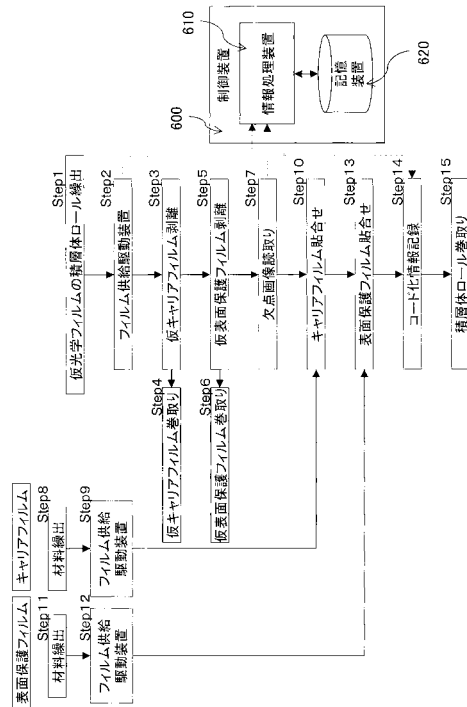 表面保護フィルム
Step11
材料繰出
Step12
フィルム供給
駆動装置
キャリアフィルム
Step8
材料繰出
Step9
フィルム供給
駆動装置
Step1
仮光学フィルムの積層体ロール繰出
Step2
フィルム供給駆動装置
Step3
仮キャリアフィルム剥離
Step4
仮キャリアフィルム巻取り
Step5
仮表面保護フィルム剥離
Step6
仮表面保護フィルム巻取り
Step7
欠点画像読取り
Step10
キャリアフィルム貼合せ
Step13
表面保護フィルム貼合せ
Step14
コード化情報記録
Step15
積層体ロール巻取り
600
制御装置
610
情報処理装置
記憶
装置
620